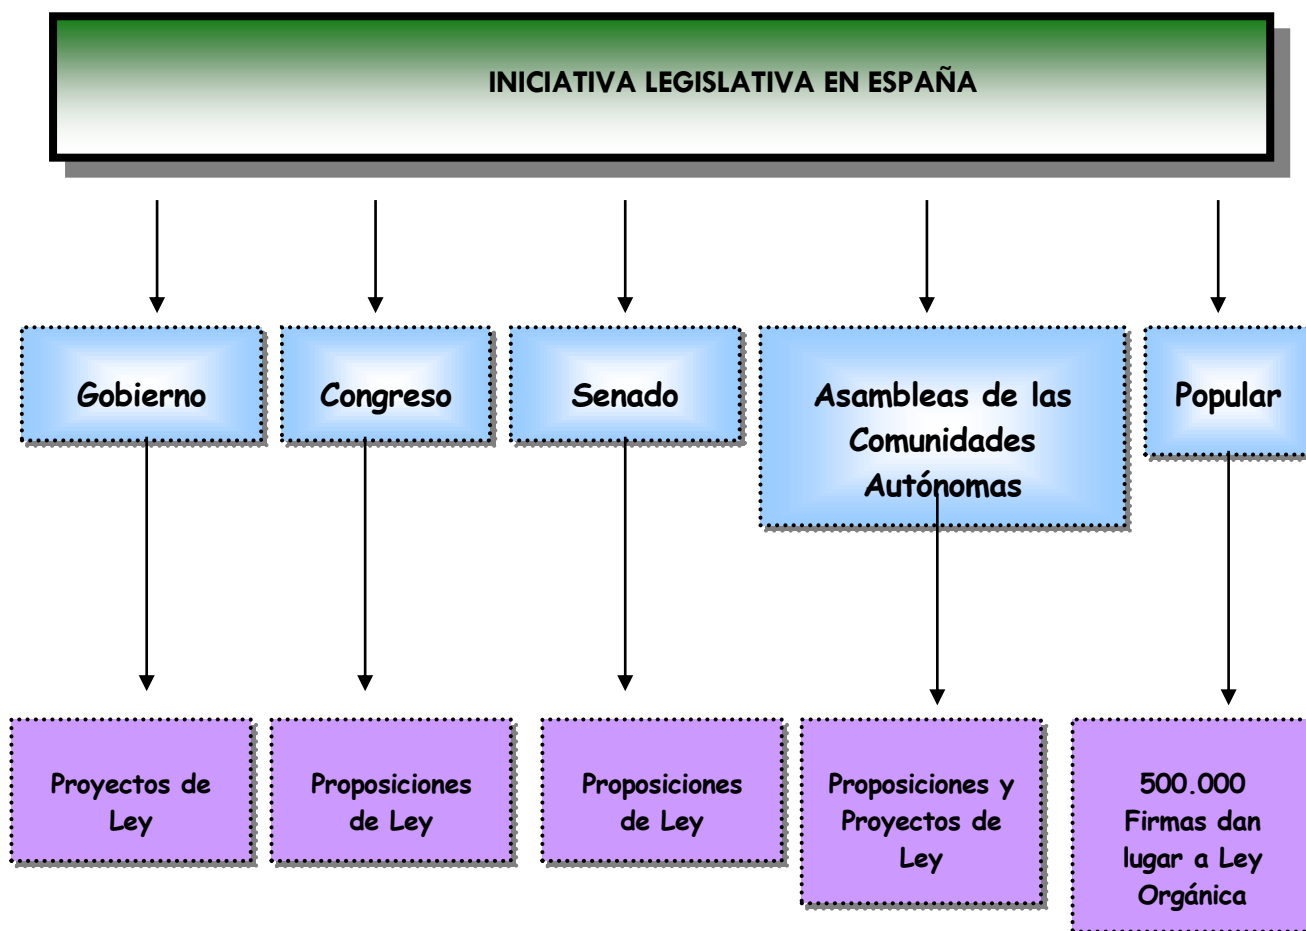 INICIATIVA LEGISLATIVA EN ESPAÑA
Gobierno
Congreso
Senado
Asambleas de las
Comunidades
Autónomas
Popular
Proyectos de
Ley
Proposiciones
de Ley
Proposiciones
de Ley
Proposiciones y
Proyectos de
Ley
500.000
Firmas dan
lugar a Ley
Orgánica